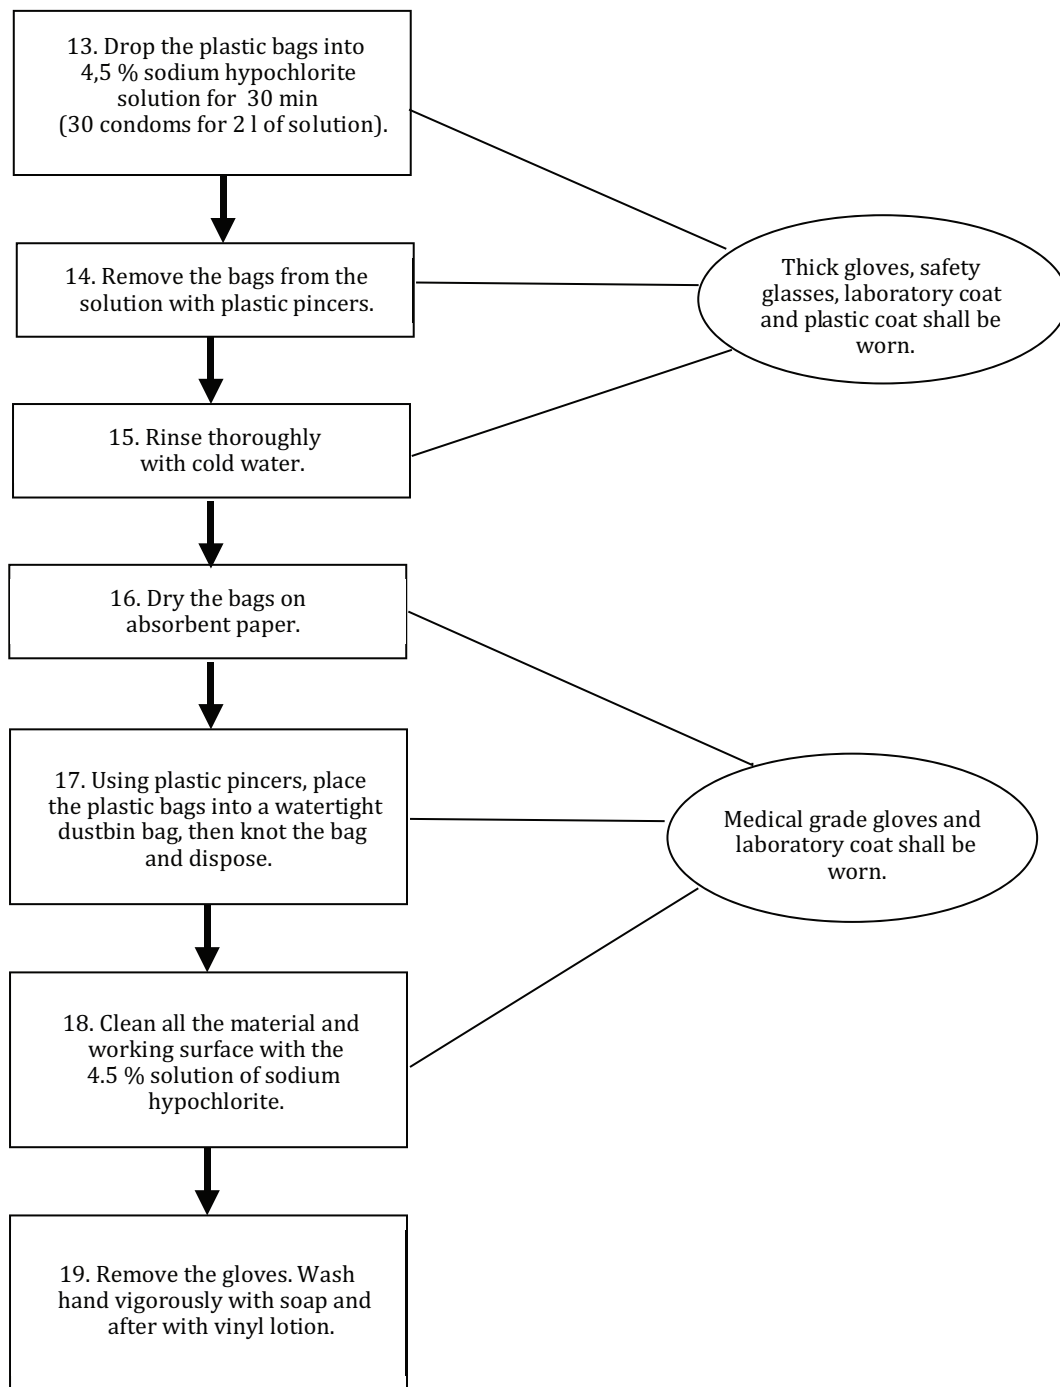 13. Drop the plastic bags into
4,5 % sodium hypochlorite
solution for 30 min
(30 condoms for 2 l of solution).
14. Remove the bags from the
solution with plastic pincers.
Thick gloves, safety
glasses, laboratory coat
and plastic coat shall be
worn.
15. Rinse thoroughly
with cold water.
16. Dry the bags on
absorbent paper.
17. Using plastic pincers, place
the plastic bags into a watertight
dustbin bag, then knot the bag
and dispose.
Medical grade gloves and
laboratory coat shall be
worn.
18. Clean all the material and
working surface with the
4.5 % solution of sodium
hypochlorite.
19. Remove the gloves. Wash
hand vigorously with soap and
after with vinyl lotion.